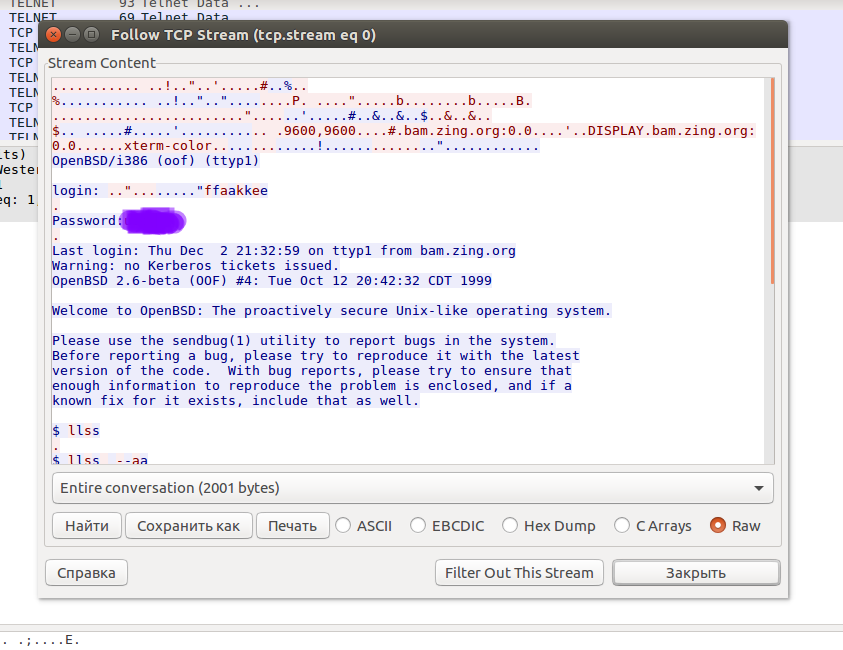 TELNET 93 Telnet Data ...
TELNET 69 Telnet Data ...
TCP
TELN
TCP
TELN
TELN
TCP
TELN
TELN
its)
Wester
eq: 1
Follow TCP Stream (tcp.stream eq 0)
Stream Content
........... ..!.."..'.....#..%..
%........... ..!.."..".........P. ....".....b........b.....B.
........................"......'.....#..&..&..$..&..&..
$.. .....#.....'........... .9600,9600....#.bam.zing.org:0.0....'..DISPLAY.bam.zing.org:
0.0......xterm-color.............!.............."............
OpenBSD/i386 (oof) (ttyp1)
login: .."........"ffaakkee
.
Password:
.
Last login: Thu Dec  2 21:32:59 on ttyp1 from bam.zing.org
Warning: no Kerberos tickets issued.
OpenBSD 2.6-beta (OOF) #4: Tue Oct 12 20:42:32 CDT 1999
Welcome to OpenBSD: The proactively secure Unix-like operating system.
Please use the sendbug(1) utility to report bugs in the system.
Before reporting a bug, please try to reproduce it with the latest
version of the code.  With bug reports, please try to ensure that
enough information to reproduce the problem is enclosed, and if a
known fix for it exists, include that as well.
$ llss
.
$ llss  --aa
Entire conversation (2001 bytes)
Найти Сохранить как Печать ASCII EBCDIC Hex Dump C Arrays Raw
Справка Filter Out This Stream Закрыть
. .;....E.